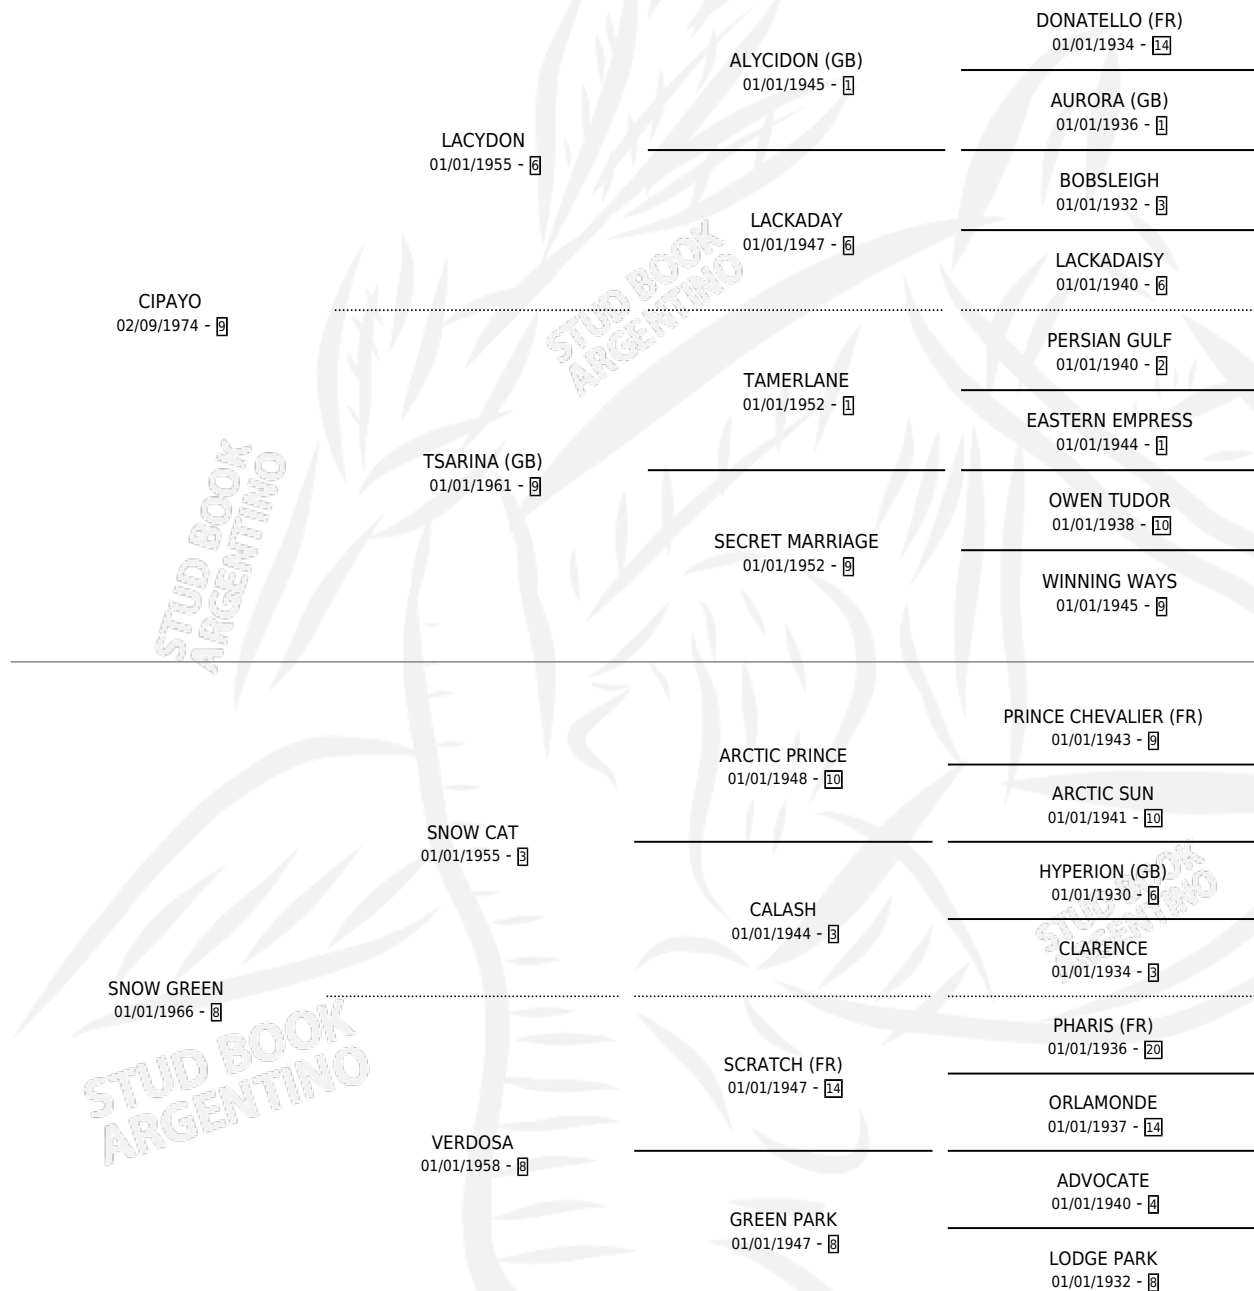 CIPAYO
02/09/1974 - 9
LACYDON
01/01/1955 - 6
ALYCIDON (GB)
01/01/1945 - 1
DONATELLO (FR)
01/01/1934 - 14
AURORA (GB)
01/01/1936 - 1
LACKADAY
01/01/1947 - 6
BOBSLEIGH
01/01/1932 - 3
LACKADAISY
01/01/1940 - 6
TSARINA (GB)
01/01/1961 - 9
TAMERLANE
01/01/1952 - 1
PERSIAN GULF
01/01/1940 - 2
EASTERN EMPRESS
01/01/1944 - 1
SECRET MARRIAGE
01/01/1952 - 9
OWEN TUDOR
01/01/1938 - 10
WINNING WAYS
01/01/1945 - 9
SNOW GREEN
01/01/1966 - 8
SNOW CAT
01/01/1955 - 3
ARCTIC PRINCE
01/01/1948 - 10
PRINCE CHEVALIER (FR)
01/01/1943 - 9
ARCTIC SUN
01/01/1941 - 10
CALASH
01/01/1944 - 3
HYPERION (GB)
01/01/1930 - 6
CLARENCE
01/01/1934 - 3
VERDOSA
01/01/1958 - 8
SCRATCH (FR)
01/01/1947 - 14
PHARIS (FR)
01/01/1936 - 20
ORLAMONDE
01/01/1937 - 14
GREEN PARK
01/01/1947 - 8
ADVOCATE
01/01/1940 - 4
LODGE PARK
01/01/1932 - 8
STUD BOOK
ARGENTINO
STUD BOOK
ARGENTINO
STUD BOOK
ARGENTINO
STUD BOOK
ARGENTINO